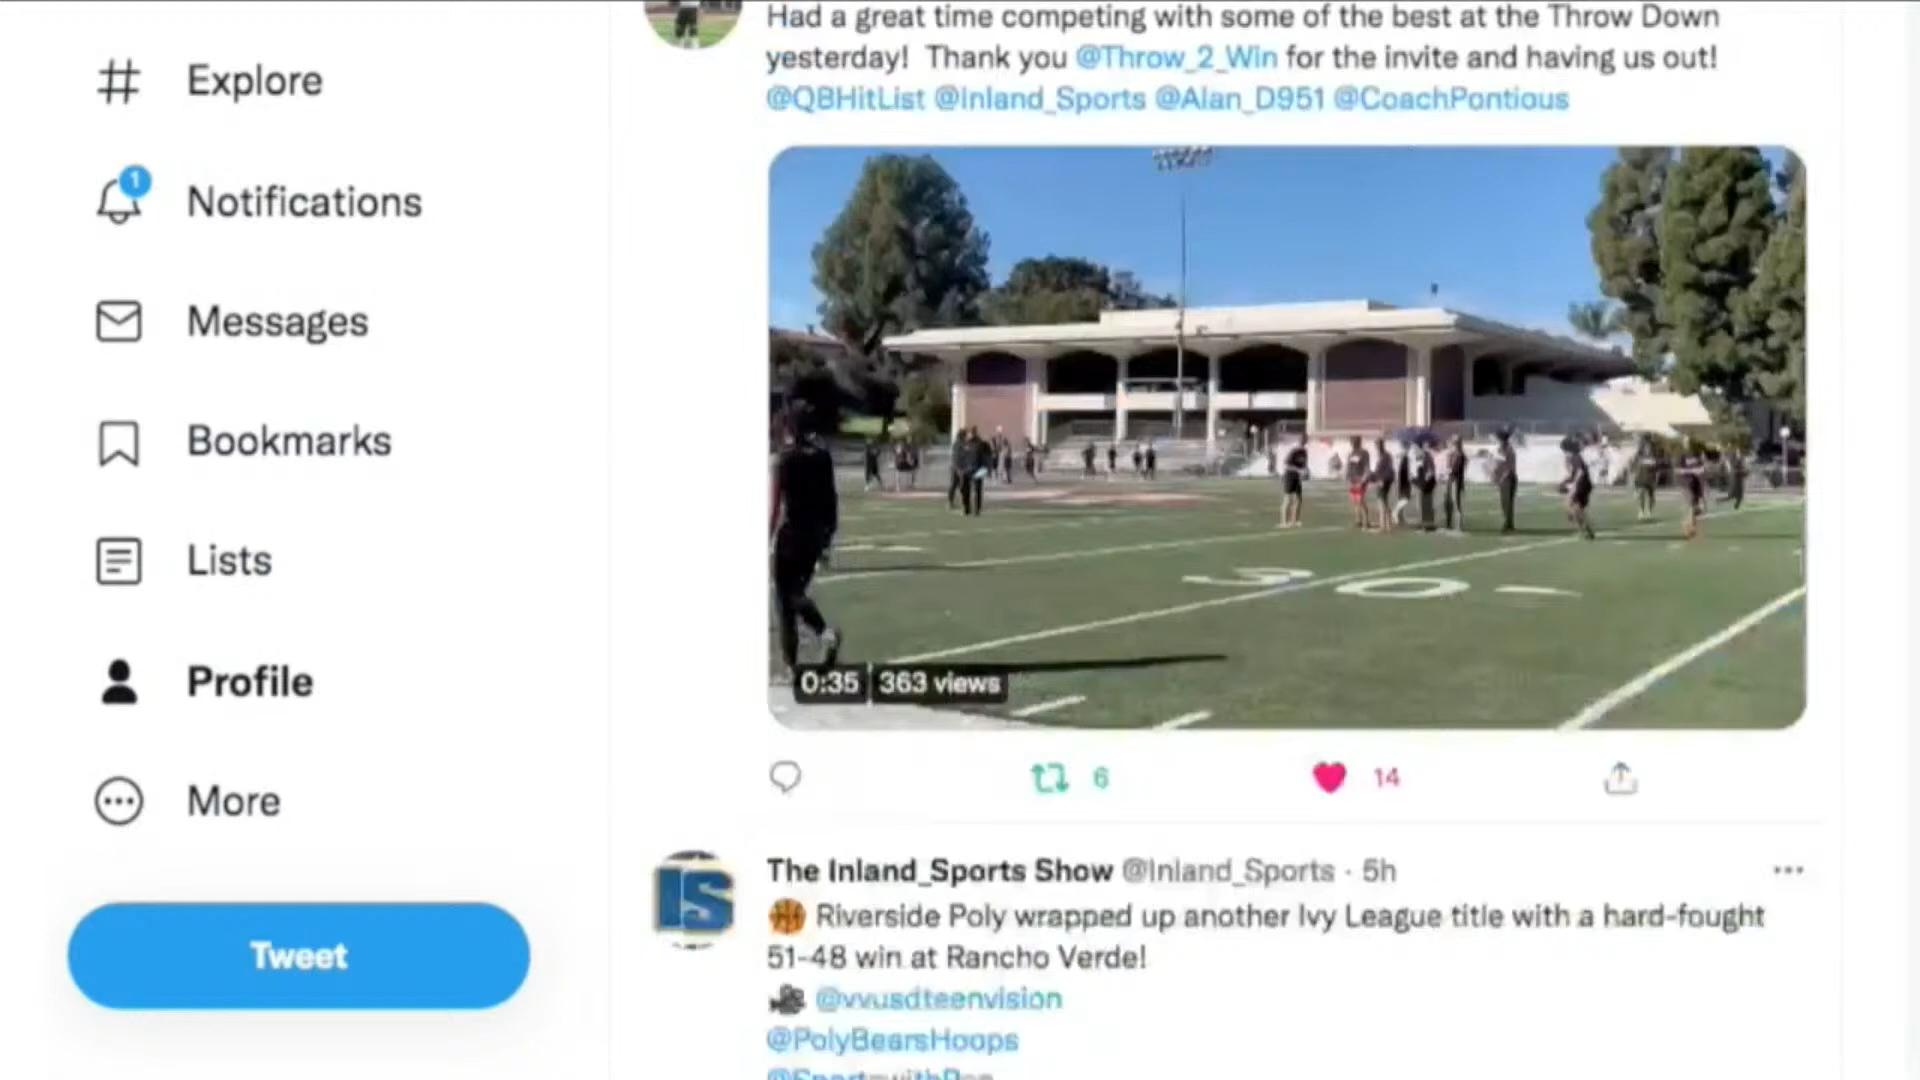 Explore
1
Notifications
Messages
Bookmarks
Lists
Profile
More
Tweet
Had a great time competing with some of the best at the Throw Down
yesterday! Thank you @Throw_2_Win for the invite and having us out!
@QBHitList @Inland_Sports @Alan_D951 @CoachPontious
30
0:35 363 views
6 14
The Inland_Sports Show @Inland_Sports · 5h
IS
🏀 Riverside Poly wrapped up another Ivy League title with a hard-fought
51-48 win at Rancho Verde!
🎥 @vvusdteenvision
@PolyBearsHoops